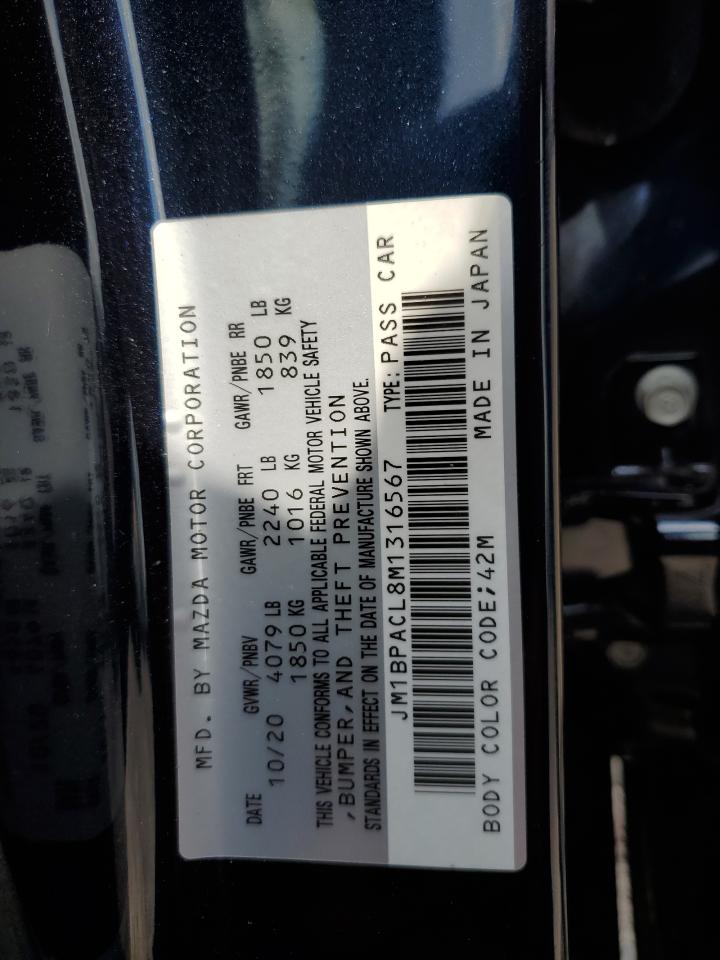 MFD. BY MAZDA MOTOR CORPORATION
DATE GVWR/PNBV GAWR/PNBE FRT GAWR/PNBE RR
10/20 4079 LB 2240 LB 1850 LB
1850 KG 1016 KG 839 KG
THIS VEHICLE CONFORMS TO ALL APPLICABLE FEDERAL MOTOR VEHICLE SAFETY
,BUMPER,AND THEFT PREVENTION
STANDARDS IN EFFECT ON THE DATE OF MANUFACTURE SHOWN ABOVE.
JM1BPACL8M1316567 TYPE: PASS CAR
BODY COLOR CODE;42M MADE IN JAPAN